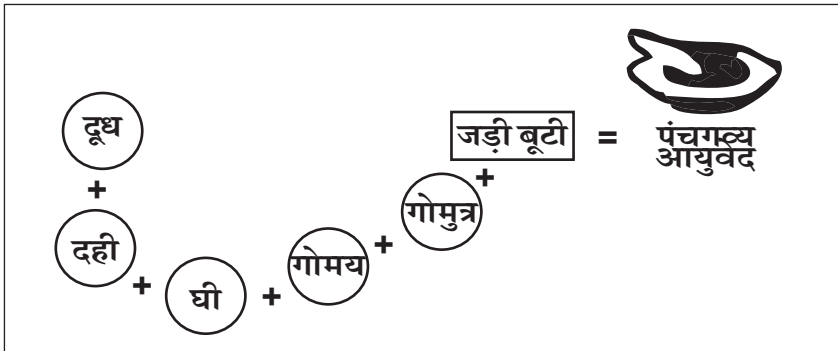 दूध
+
दही
+
घी
+
गोमय
+
गोमुत्र
+
जड़ी बूटी
=
पंचगव्य
आयुर्वेद